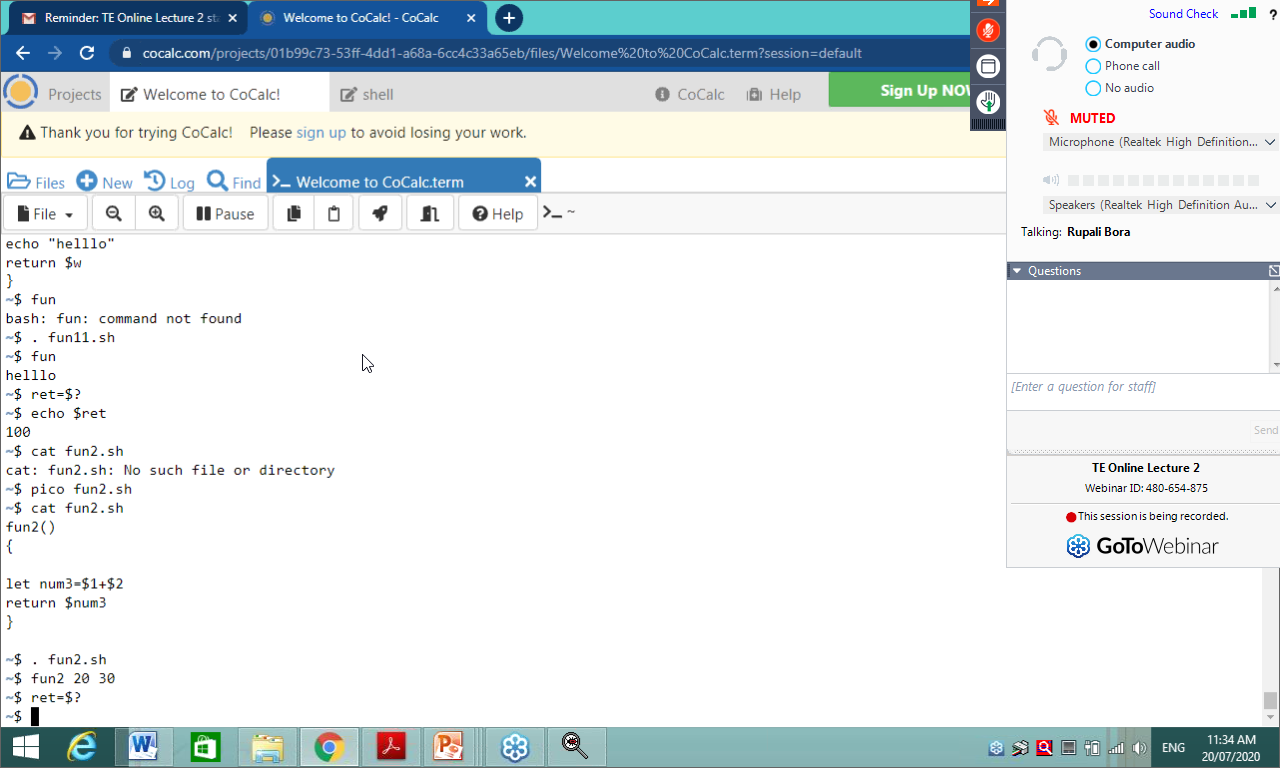 Reminder: TE Online Lecture 2 sta
Welcome to CoCalc! - CoCalc
cocalc.com/projects/01b99c73-53ff-4dd1-a68a-6cc4c33a65eb/files/Welcome%20to%20CoCalc.term?session=default
Projects
Welcome to CoCalc!
shell
CoCalc
Help
Sign Up NOW
Thank you for trying CoCalc! Please sign up to avoid losing your work.
Files
New
Log
Find
Welcome to CoCalc.term
File
Pause
Help
~
echo "helllo"
return $w
}
~$ fun
bash: fun: command not found
~$ . fun11.sh
~$ fun
helllo
~$ ret=$?
~$ echo $ret
100
~$ cat fun2.sh
cat: fun2.sh: No such file or directory
~$ pico fun2.sh
~$ cat fun2.sh
fun2()
{
let num3=$1+$2
return $num3
}
~$ . fun2.sh
~$ fun2 20 30
~$ ret=$?
~$
Sound Check
?
Computer audio
Phone call
No audio
MUTED
Microphone (Realtek High Definition...
Speakers (Realtek High Definition Au...
Talking: Rupali Bora
Questions
[Enter a question for staff]
Send
TE Online Lecture 2
Webinar ID: 480-654-875
This session is being recorded.
GoToWebinar
ENG
11:34 AM
20/07/2020